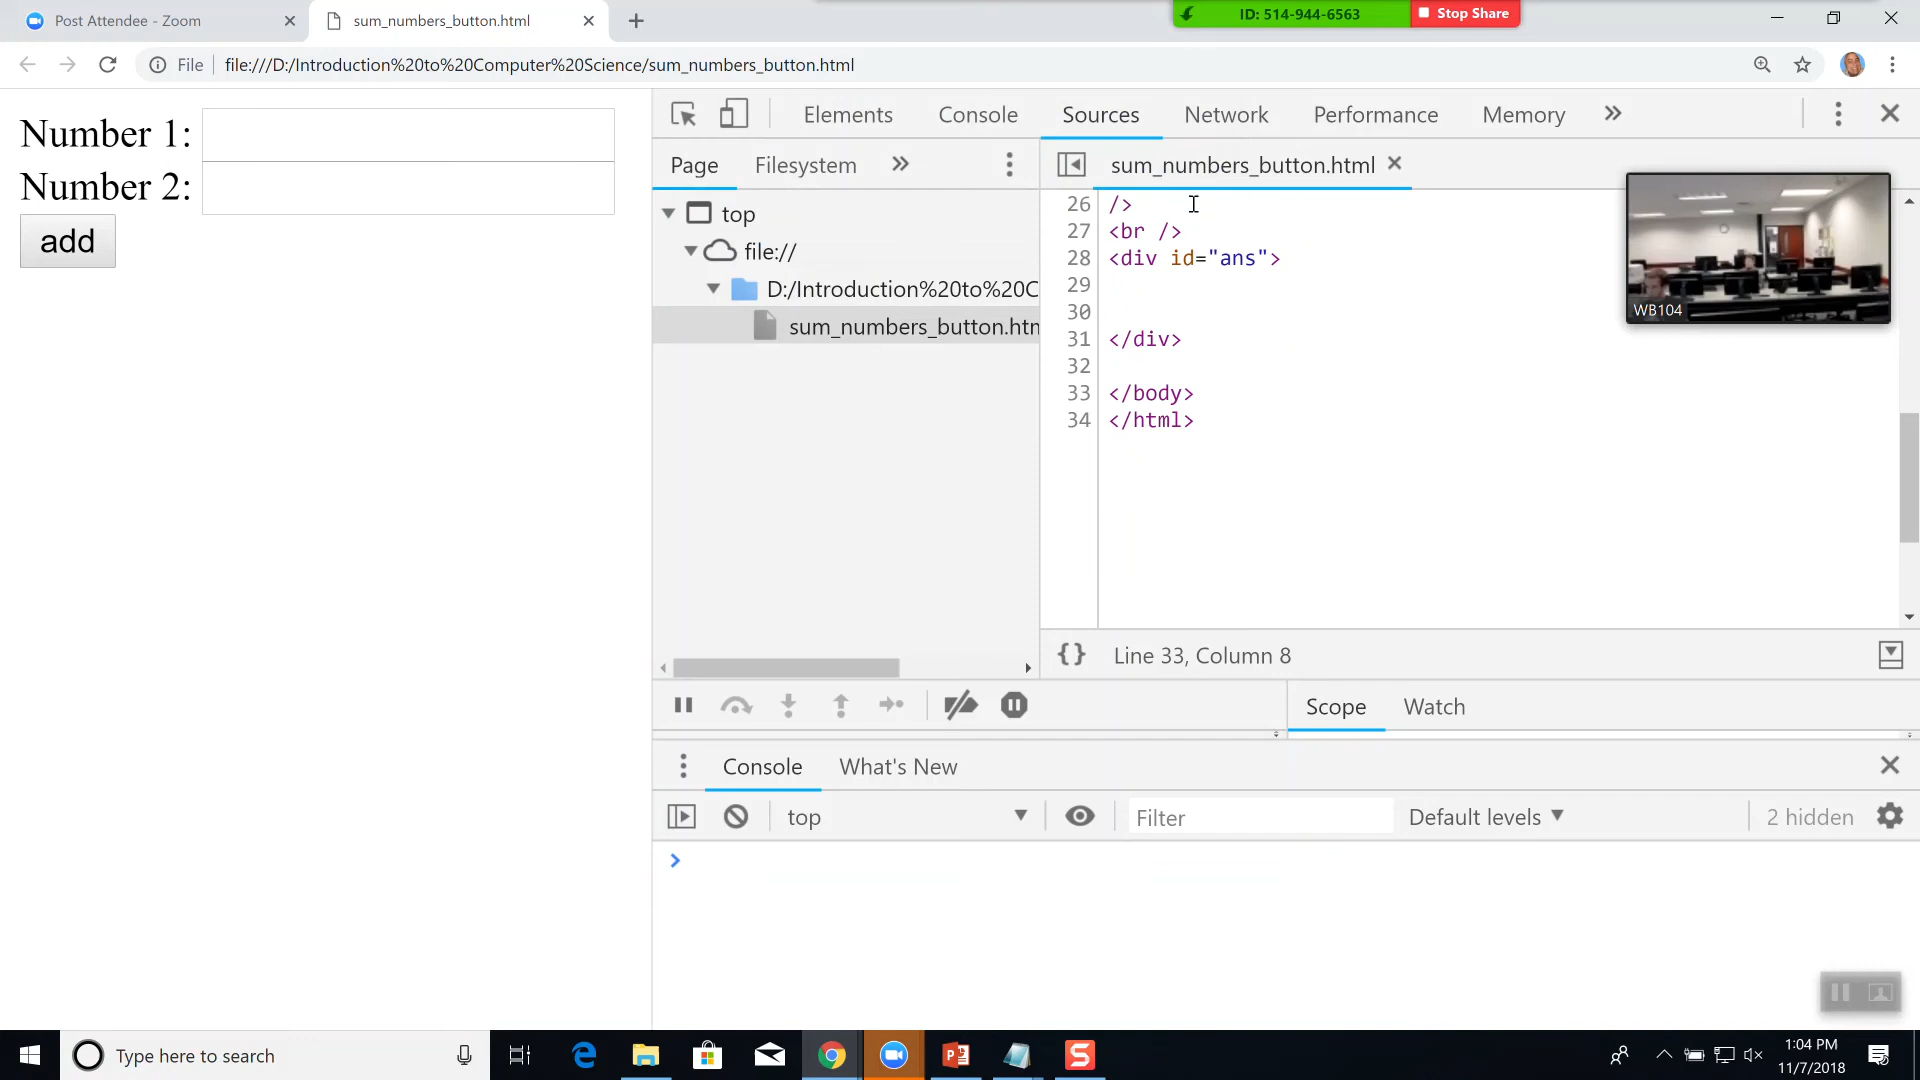 Post Attendee - Zoom
sum_numbers_button.html
ID: 514-944-6563
Stop Share
File
file:///D:/Introduction%20to%20Computer%20Science/sum_numbers_button.html
Number 1:
Number 2:
add
Elements
Console
Sources
Network
Performance
Memory
Page
Filesystem
sum_numbers_button.html
top
file://
D:/Introduction%20to%20C
sum_numbers_button.htm
26 />
27 <br />
28 <div id="ans">
29
30
31 </div>
32
33 </body>
34 </html>
WB104
{} Line 33, Column 8
Scope
Watch
Console
What's New
top
Filter
Default levels
2 hidden
Type here to search
1:04 PM
11/7/2018